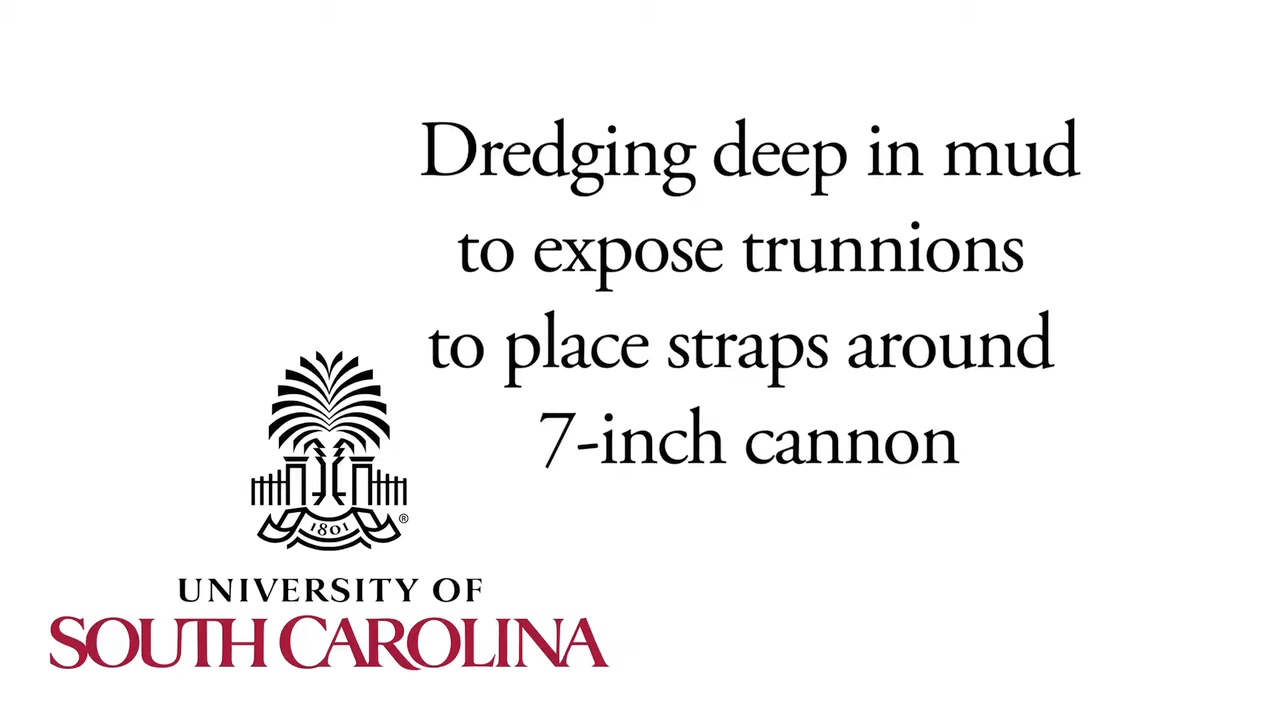 Dredging deep in mud
to expose trunnions
to place straps around
7-inch cannon
1801
®
UNIVERSITY OF
SOUTH CAROLINA